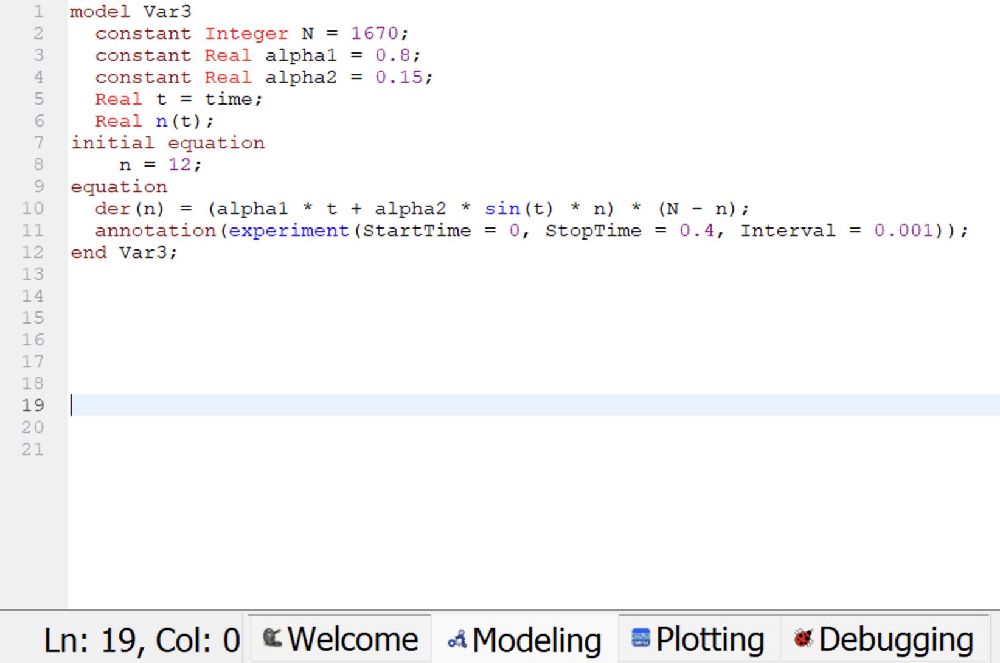 1 model Var3
2 constant Integer N = 1670;
3 constant Real alpha1 = 0.8;
4 constant Real alpha2 = 0.15;
5 Real t = time;
6 Real n(t);
7 initial equation
8 n = 12;
9 equation
10 der(n) = (alpha1 * t + alpha2 * sin(t) * n) * (N - n);
11 annotation(experiment(StartTime = 0, StopTime = 0.4, Interval = 0.001));
12 end Var3;
13
14
15
16
17
18
19
20
21
Ln: 19, Col: 0 Welcome Modeling Plotting Debugging